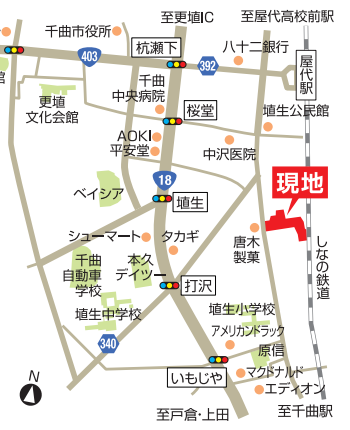 至更埴IC
至屋代高校前駅
千曲市役所
杭瀬下
八十二銀行
403
392
屋代駅
千曲
中央病院
更埴
文化会館
館
桜堂
埴生公民館
AOKI
平安堂
中沢医院
18
現地
ベイシア
埴生
シューマート
タカギ
唐木
製菓
しなの鉄道
千曲
自動車
学校
本久
デイツー
打沢
埴生中学校
埴生小学校
アメリカンドラック
340
原信
いもじや
マクドナルド
エディオン
N
至戸倉・上田
至千曲駅